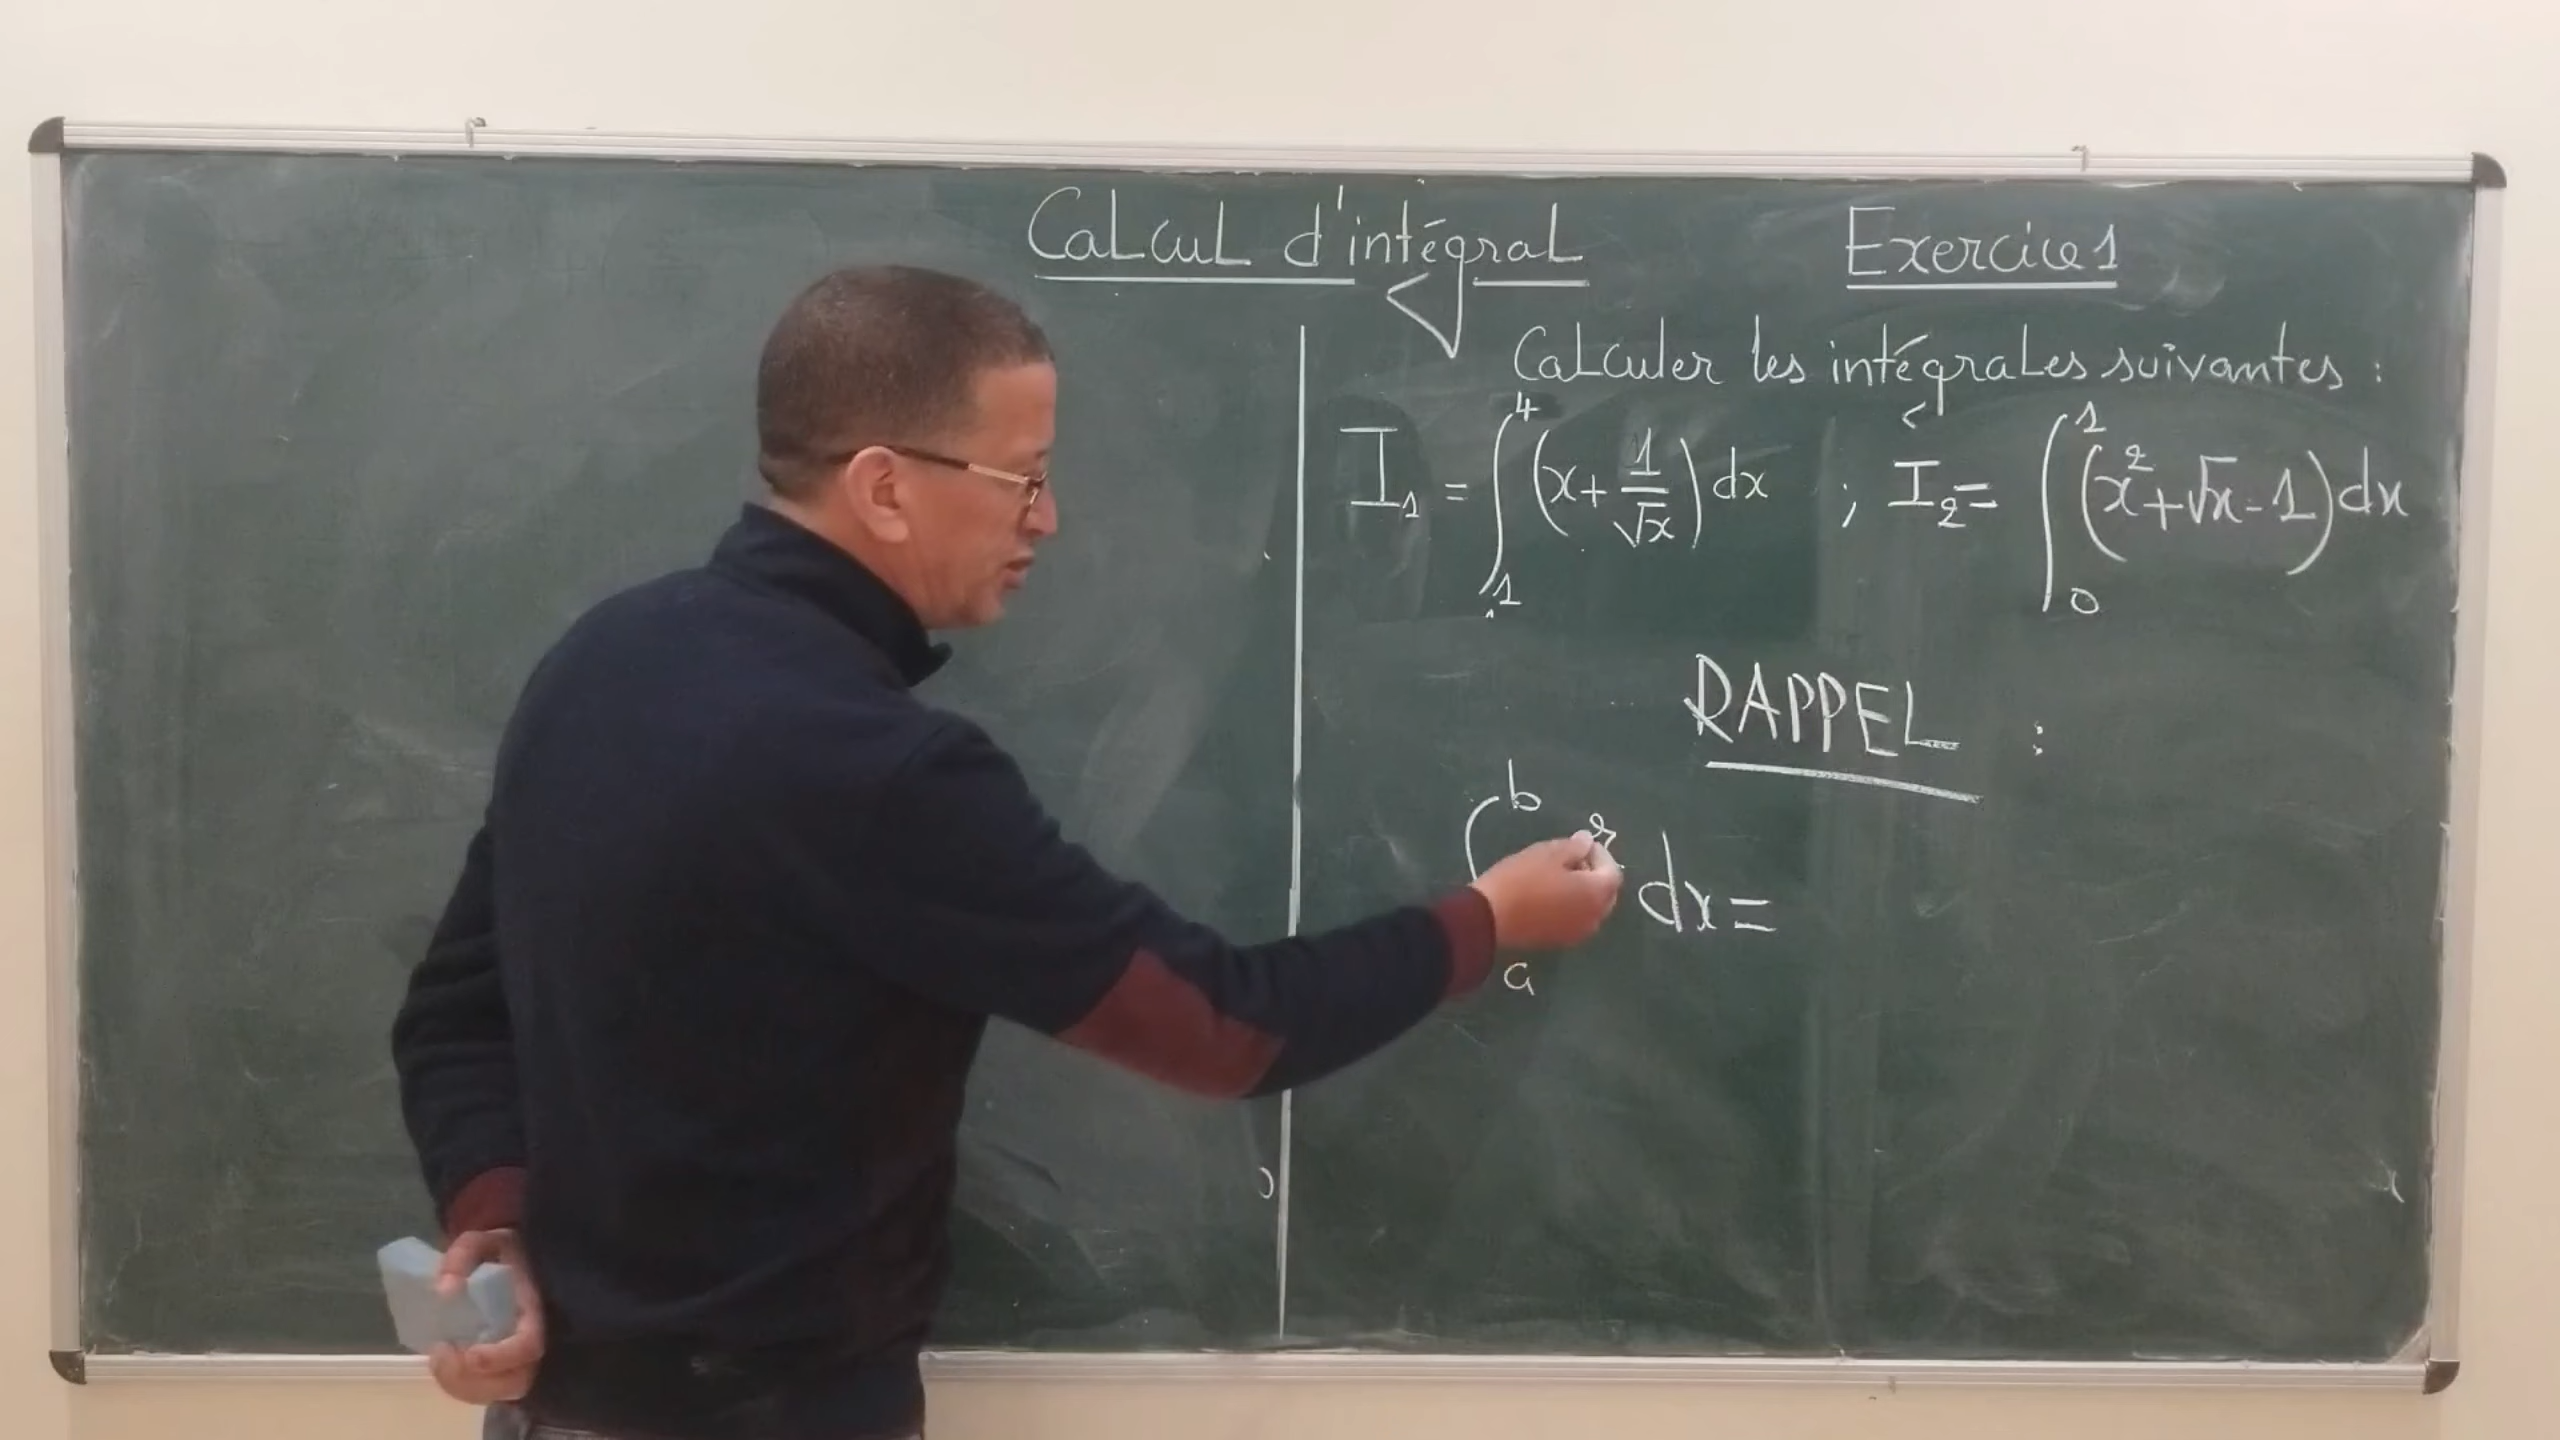 Calcul d'intégral
Exercice 1
Calculer les intégrales suivantes :
I₁ = ∫₁⁴ (x + 1/√x) dx ; I₂ = ∫₀¹ (x² + √x - 1) dx
RAPPEL :
∫ₐᵇ r dx =